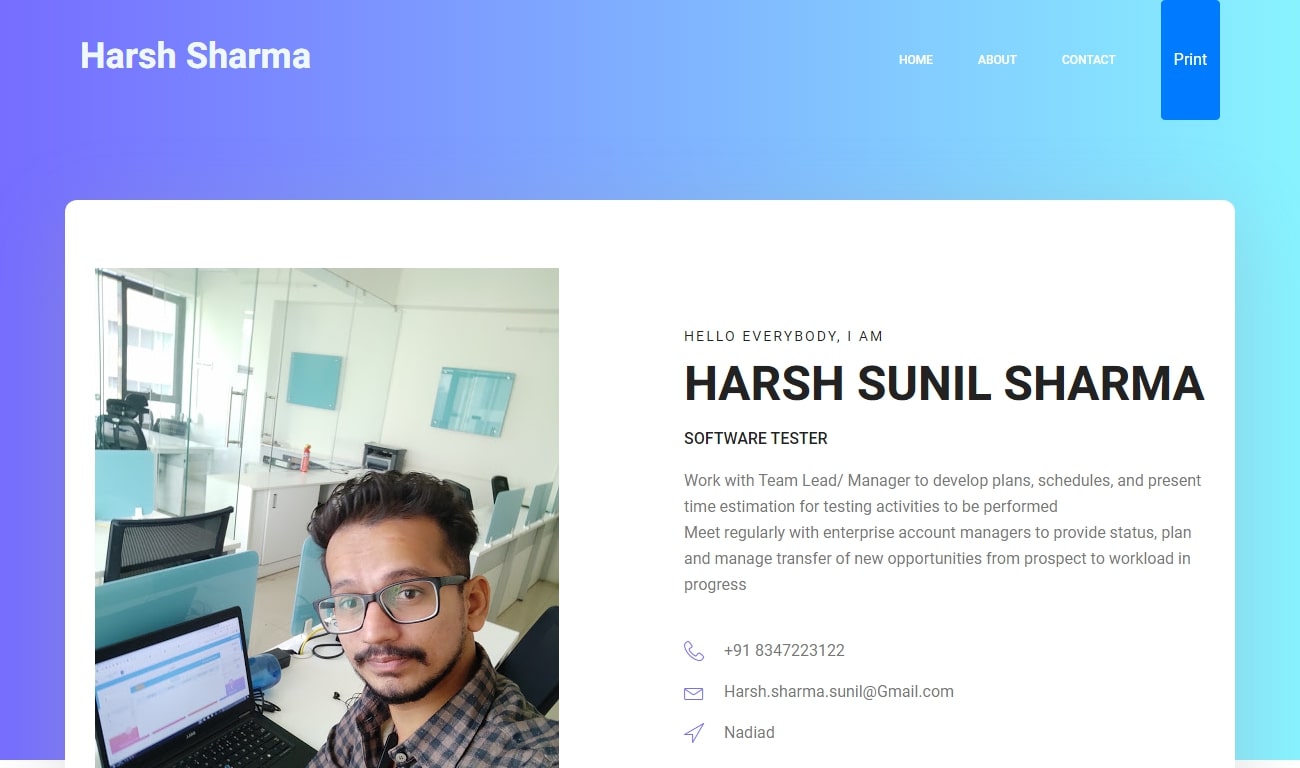 Harsh Sharma
HOME
ABOUT
CONTACT
Print
HELLO EVERYBODY, I AM
HARSH SUNIL SHARMA
SOFTWARE TESTER
Work with Team Lead/ Manager to develop plans, schedules, and present
time estimation for testing activities to be performed
Meet regularly with enterprise account managers to provide status, plan
and manage transfer of new opportunities from prospect to workload in
progress
+91 8347223122
Harsh.sharma.sunil@Gmail.com
Nadiad